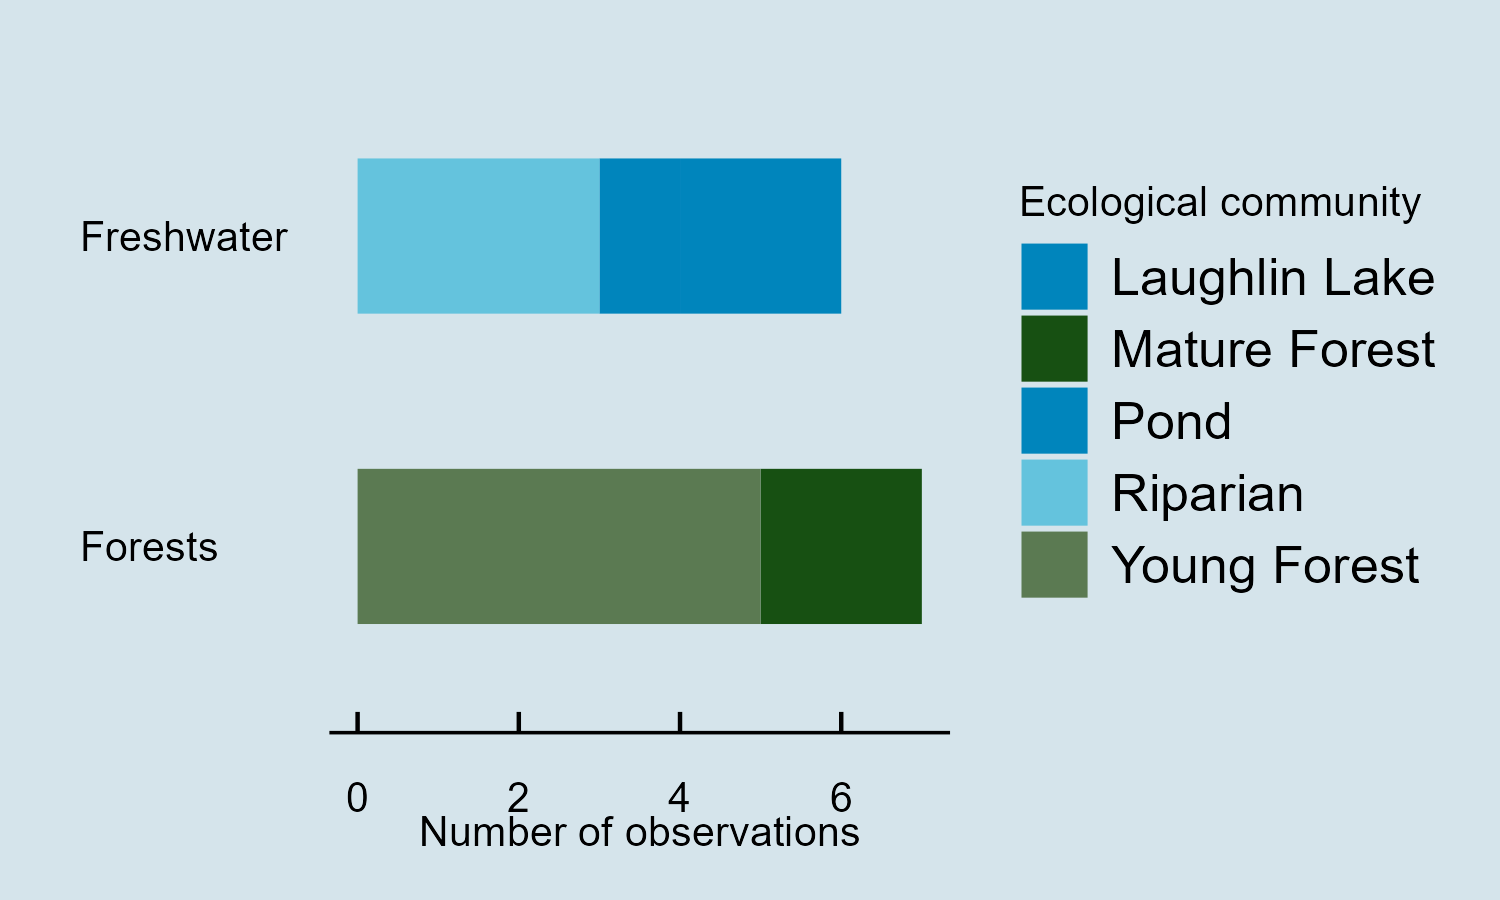 Freshwater
Forests
Ecological community
Laughlin Lake
Mature Forest
Pond
Riparian
Young Forest
0 2 4 6
Number of observations